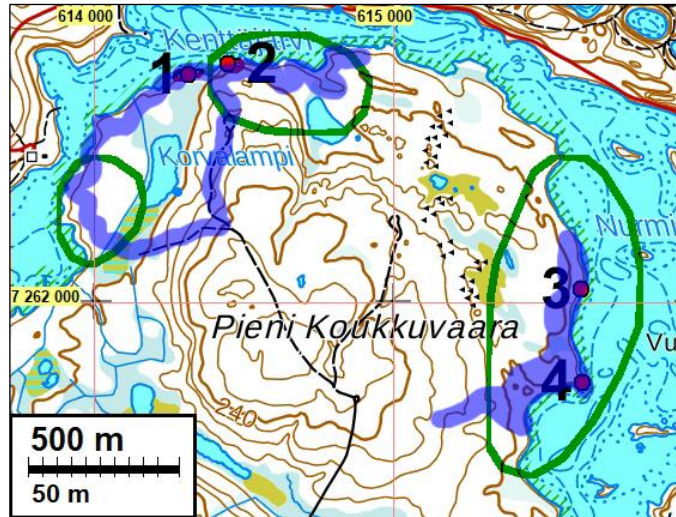 614 000
615 000
Kenttäjärvi
1
2
3
Korvalampi
Nurmi
7 262 000
3
Pieni Koukkuvaara
Vu
4
240
500 m
50 m